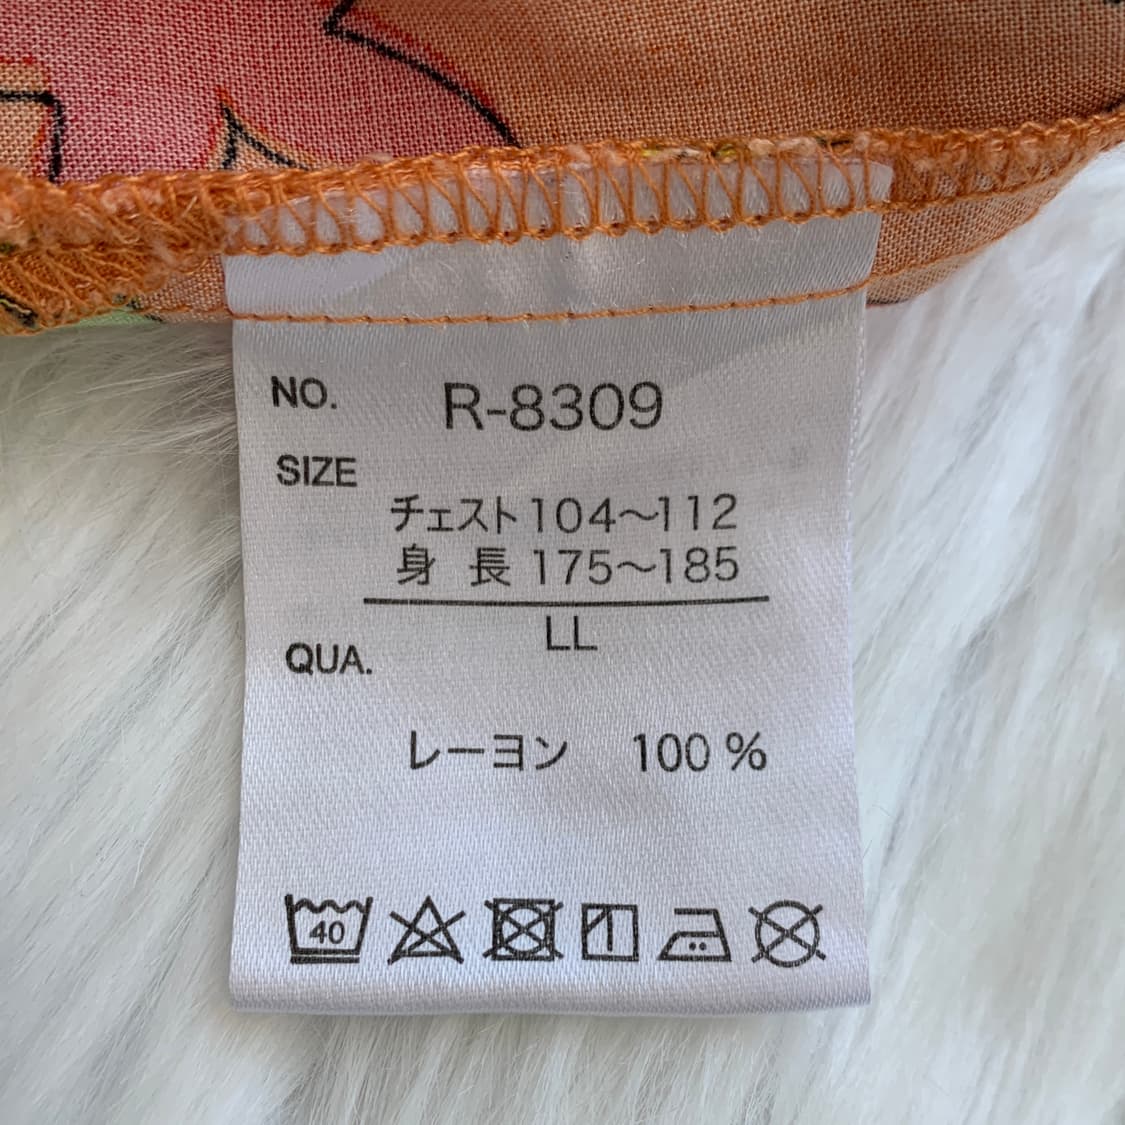 NO. R-8309
SIZE
チェスト104〜112
身 長 175〜185
LL
QUA.
レーヨン 100 %
40